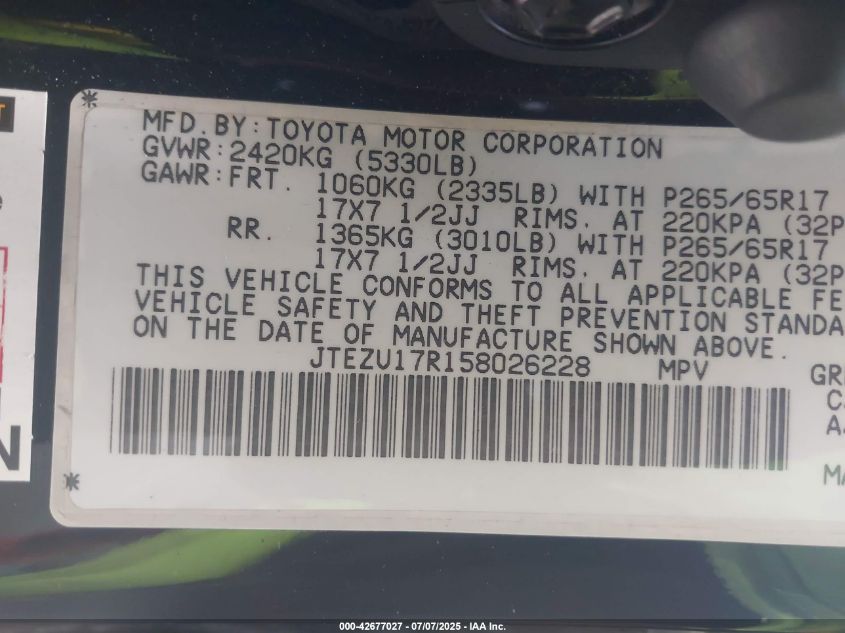 MFD.BY:TOYOTA MOTOR CORPORATION
GVWR:2420KG (5330LB)
GAWR:FRT. 1060KG (2335LB) WITH P265/65R17
17X7 1/2JJ RIMS. AT 220KPA (32P
RR. 1365KG (3010LB) WITH P265/65R17
17X7 1/2JJ RIMS. AT 220KPA (32P
THIS VEHICLE CONFORMS TO ALL APPLICABLE FE
VEHICLE SAFETY AND THEFT PREVENTION STANDA
ON THE DATE OF MANUFACTURE SHOWN ABOVE.
JTEZU17R158026228 MPV
GR
C
A
MA
T
e
N
000-42677027 - 07/07/2025 - IAA Inc.